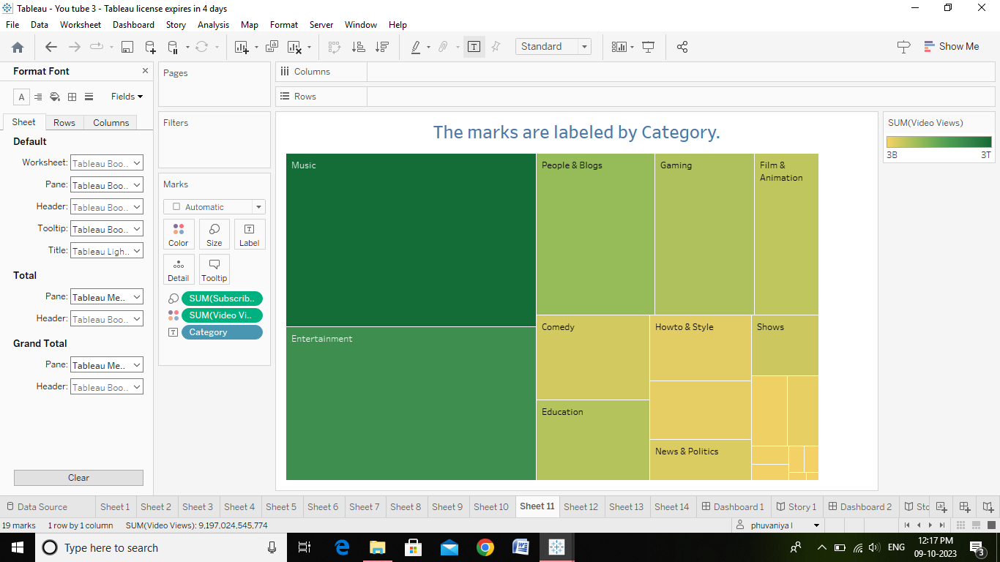 Tableau - You tube 3 - Tableau license expires in 4 days
File Data Worksheet Dashboard Story Analysis Map Format Server Window Help
Standard
Show Me
Format Font
Fields
Sheet Rows Columns
Default
Worksheet: Tableau Boo..
Pane: Tableau Boo..
Header: Tableau Boo..
Tooltip: Tableau Boo..
Title: Tableau Ligh..
Total
Pane: Tableau Me..
Header: Tableau Boo..
Grand Total
Pane: Tableau Me..
Header: Tableau Boo..
Clear
Pages
Filters
Marks
Automatic
Color Size Label
Detail Tooltip
SUM(Subscrib..
SUM(Video Vi..
Category
Columns
Rows
The marks are labeled by Category.
Music
People & Blogs
Gaming
Film &
Animation
Entertainment
Comedy
Howto & Style
Shows
Education
News & Politics
SUM(Video Views)
3B 3T
Data Source Sheet 1 Sheet 2 Sheet 3 Sheet 4 Sheet 5 Sheet 6 Sheet 7 Sheet 8 Sheet 9 Sheet 10 Sheet 11 Sheet 12 Sheet 13 Sheet 14 Dashboard 1 Story 1 Dashboard 2 Stc
19 marks 1 row by 1 column SUM(Video Views): 9,197,024,545,774
phuvaniya l
Type here to search
ENG
12:17 PM
09-10-2023
3